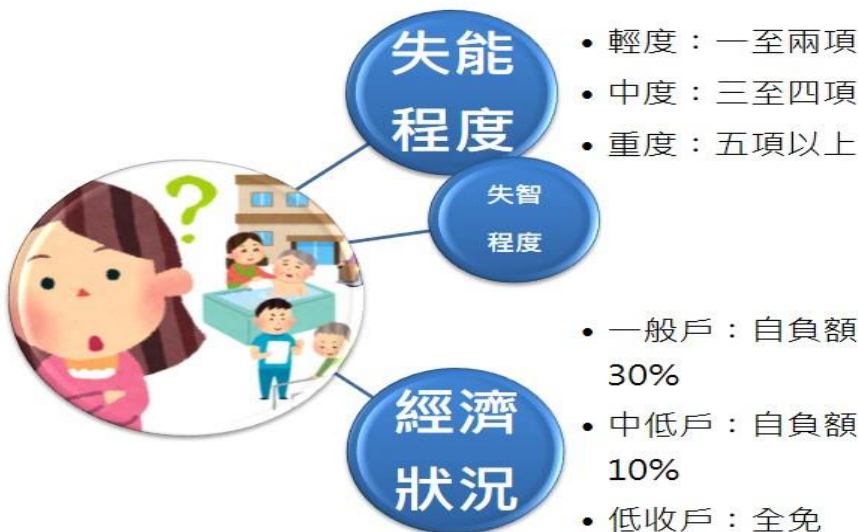 失能
程度
• 輕度：一至兩項
• 中度：三至四項
• 重度：五項以上
失智
程度
?
經濟
狀況
• 一般戶：自負額
30%
• 中低戶：自負額
10%
• 低收戶：全免